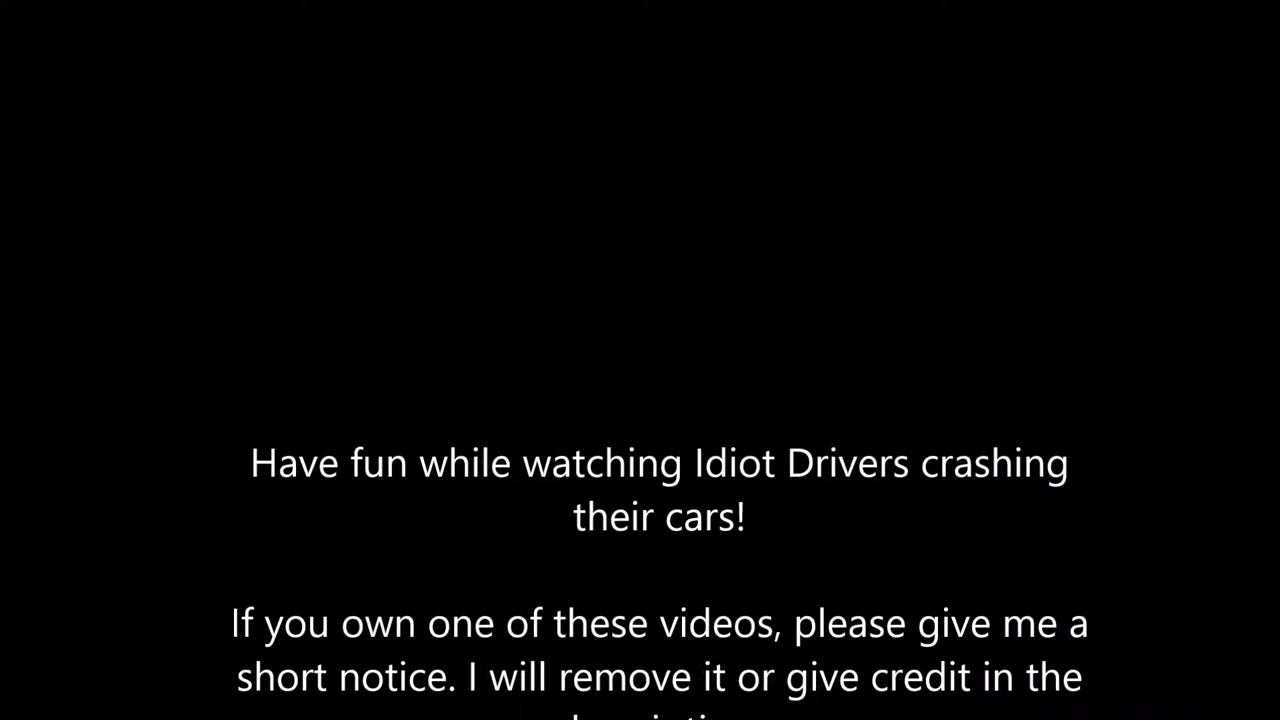 Have fun while watching Idiot Drivers crashing
their cars!
If you own one of these videos, please give me a
short notice. I will remove it or give credit in the